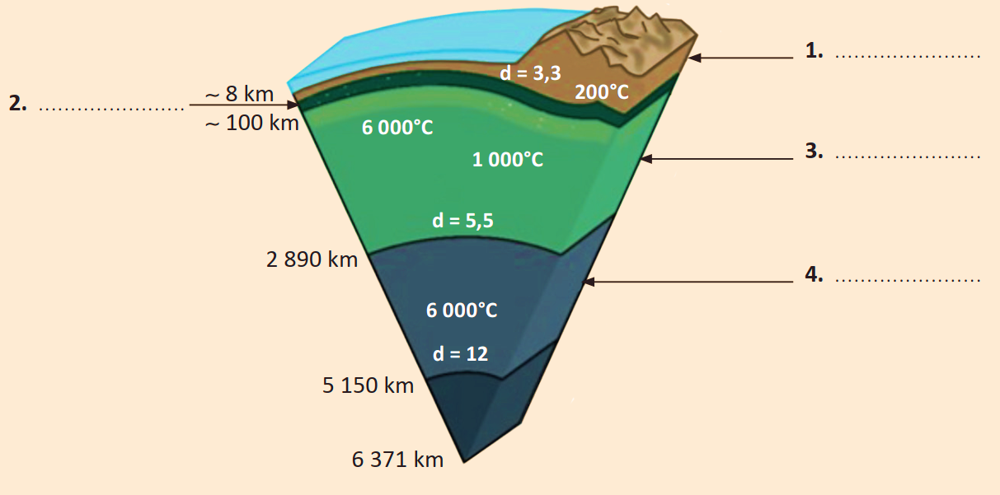 1. ......................
d = 3,3
200°C
~ 8 km
2. ......................
~ 100 km
6 000°C
1 000°C
3. ......................
d = 5,5
2 890 km
4. ......................
6 000°C
d = 12
5 150 km
6 371 km